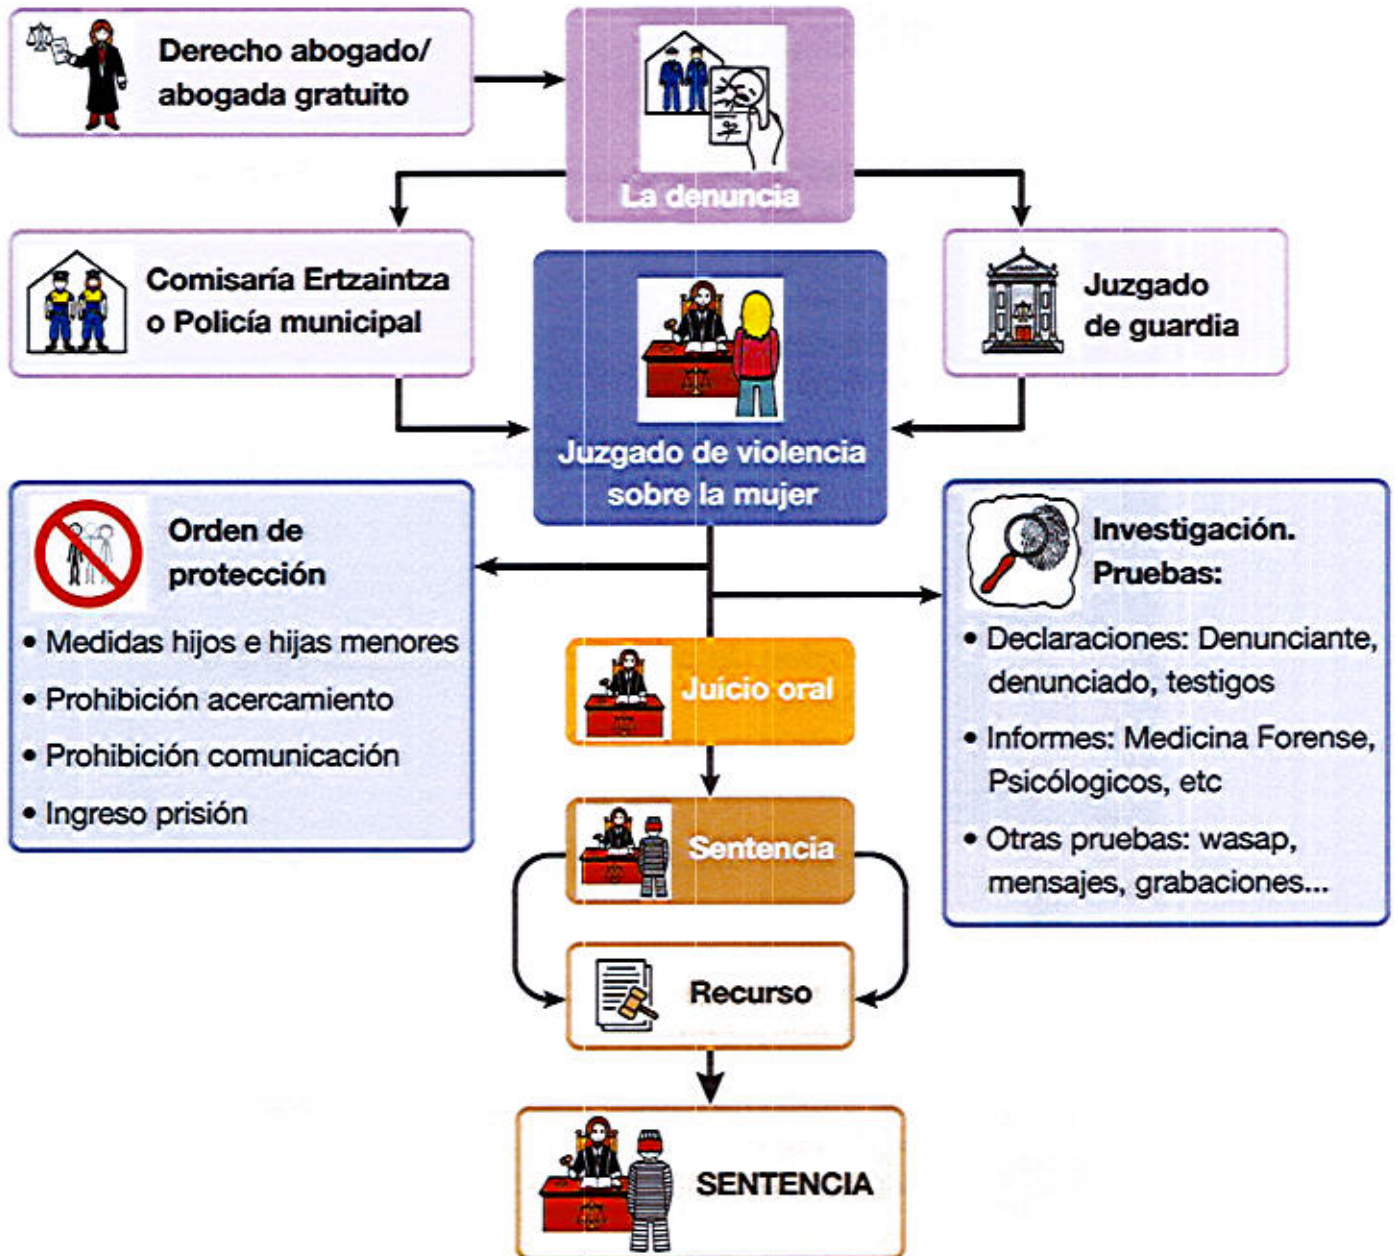 Derecho abogado/
abogada gratuito
La denuncia
Comisaría Ertzaintza
o Policía municipal
Juzgado
de guardia
Juzgado de violencia
sobre la mujer
Orden de
protección
• Medidas hijos e hijas menores
• Prohibición acercamiento
• Prohibición comunicación
• Ingreso prisión
Investigación.
Pruebas:
• Declaraciones: Denunciante,
denunciado, testigos
• Informes: Medicina Forense,
Psicólogicos, etc
• Otras pruebas: wasap,
mensajes, grabaciones...
Juício oral
Sentencia
Recurso
SENTENCIA